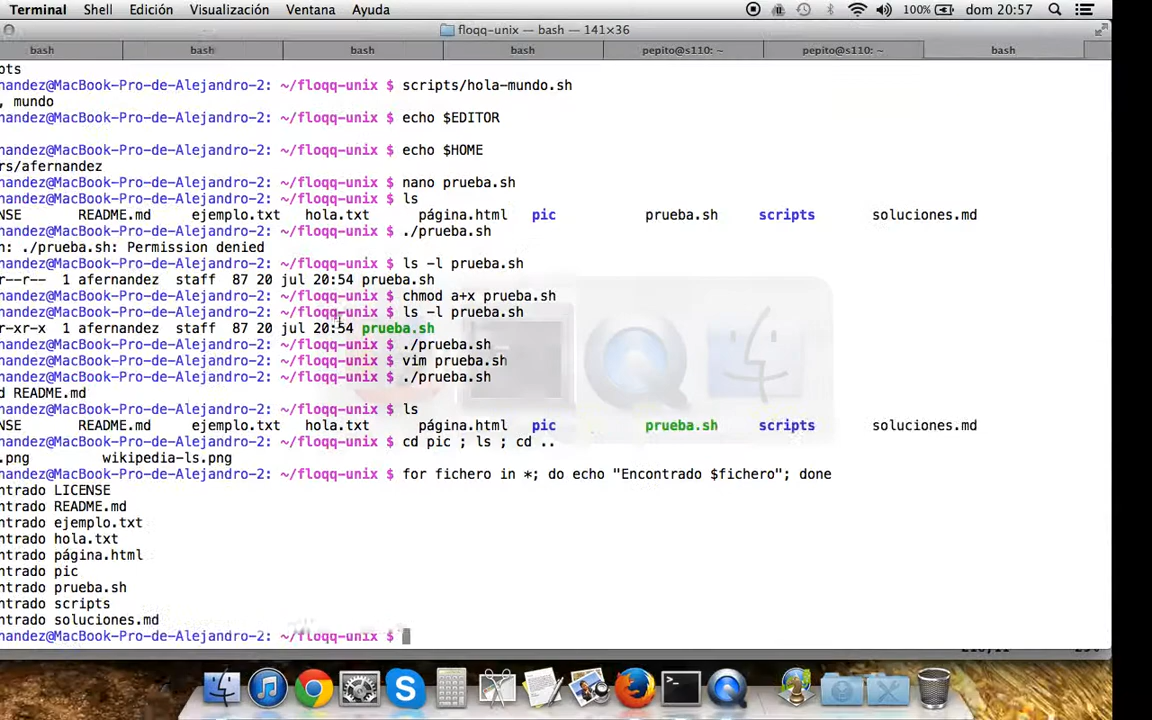 Terminal Shell Edición Visualización Ventana Ayuda 100% dom 20:57
floqq-unix — bash — 141×36
bash bash bash bash pepito@s110: ~ pepito@s110: ~ bash
pts
nandez@MacBook-Pro-de-Alejandro-2: ~/floqq-unix $ scripts/hola-mundo.sh
, mundo
nandez@MacBook-Pro-de-Alejandro-2: ~/floqq-unix $ echo $EDITOR
nandez@MacBook-Pro-de-Alejandro-2: ~/floqq-unix $ echo $HOME
rs/afernandez
nandez@MacBook-Pro-de-Alejandro-2: ~/floqq-unix $ nano prueba.sh
nandez@MacBook-Pro-de-Alejandro-2: ~/floqq-unix $ ls
NSE README.md ejemplo.txt hola.txt página.html pic prueba.sh scripts soluciones.md
nandez@MacBook-Pro-de-Alejandro-2: ~/floqq-unix $ ./prueba.sh
h: ./prueba.sh: Permission denied
nandez@MacBook-Pro-de-Alejandro-2: ~/floqq-unix $ ls -l prueba.sh
r--r-- 1 afernandez staff 87 20 jul 20:54 prueba.sh
nandez@MacBook-Pro-de-Alejandro-2: ~/floqq-unix $ chmod a+x prueba.sh
nandez@MacBook-Pro-de-Alejandro-2: ~/floqq-unix $ ls -l prueba.sh
r-xr-x 1 afernandez staff 87 20 jul 20:54 prueba.sh
nandez@MacBook-Pro-de-Alejandro-2: ~/floqq-unix $ ./prueba.sh
nandez@MacBook-Pro-de-Alejandro-2: ~/floqq-unix $ vim prueba.sh
nandez@MacBook-Pro-de-Alejandro-2: ~/floqq-unix $ ./prueba.sh
d README.md
nandez@MacBook-Pro-de-Alejandro-2: ~/floqq-unix $ ls
NSE README.md ejemplo.txt hola.txt página.html pic prueba.sh scripts soluciones.md
nandez@MacBook-Pro-de-Alejandro-2: ~/floqq-unix $ cd pic ; ls ; cd ..
.png wikipedia-ls.png
nandez@MacBook-Pro-de-Alejandro-2: ~/floqq-unix $ for fichero in *; do echo "Encontrado $fichero"; done
ntrado LICENSE
ntrado README.md
ntrado ejemplo.txt
ntrado hola.txt
ntrado página.html
ntrado pic
ntrado prueba.sh
ntrado scripts
ntrado soluciones.md
nandez@MacBook-Pro-de-Alejandro-2: ~/floqq-unix $